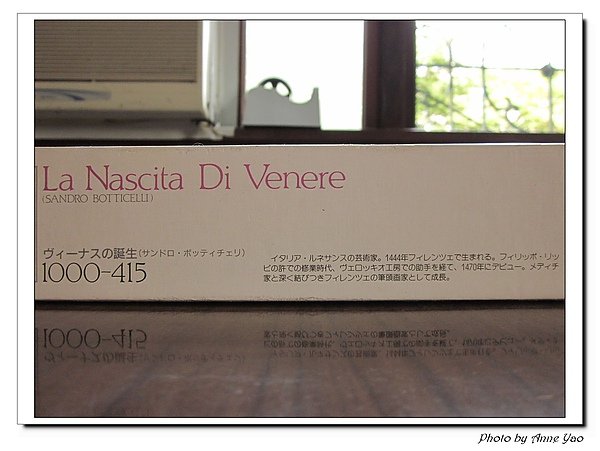 La Nascita Di Venere
(SANDRO BOTTICELLI)
ヴィーナスの誕生(サンドロ・ボッティチェリ)
1000-415
イタリア・ルネサンスの芸術家。1444年フィレンツェで生まれる。フィリッポ・リッ
ピの許での修業時代、ヴェロッキオ工房での助手を経て、1470年にデビュー。メディチ
家と深く結びつきフィレンツェの筆頭画家として成長。
Photo by Anne Yao